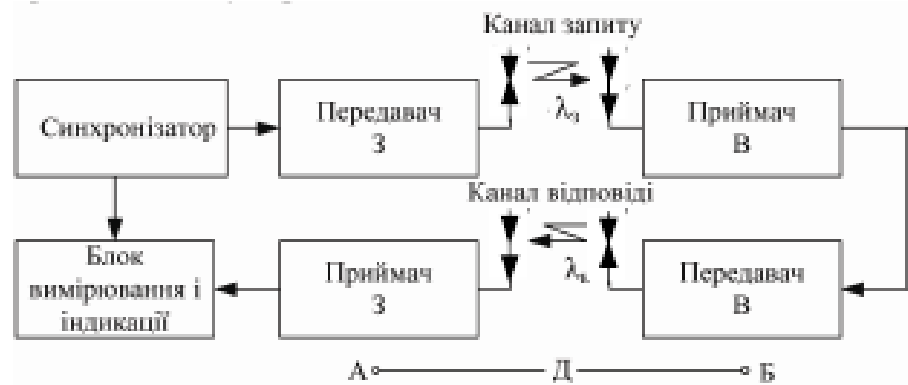 Канал запиту
Синхронізатор
Передавач
З
λз
Приймач
В
Канал відповіді
Блок
вимірювання і
індикації
Приймач
З
λв
Передавач
В
А Д Б